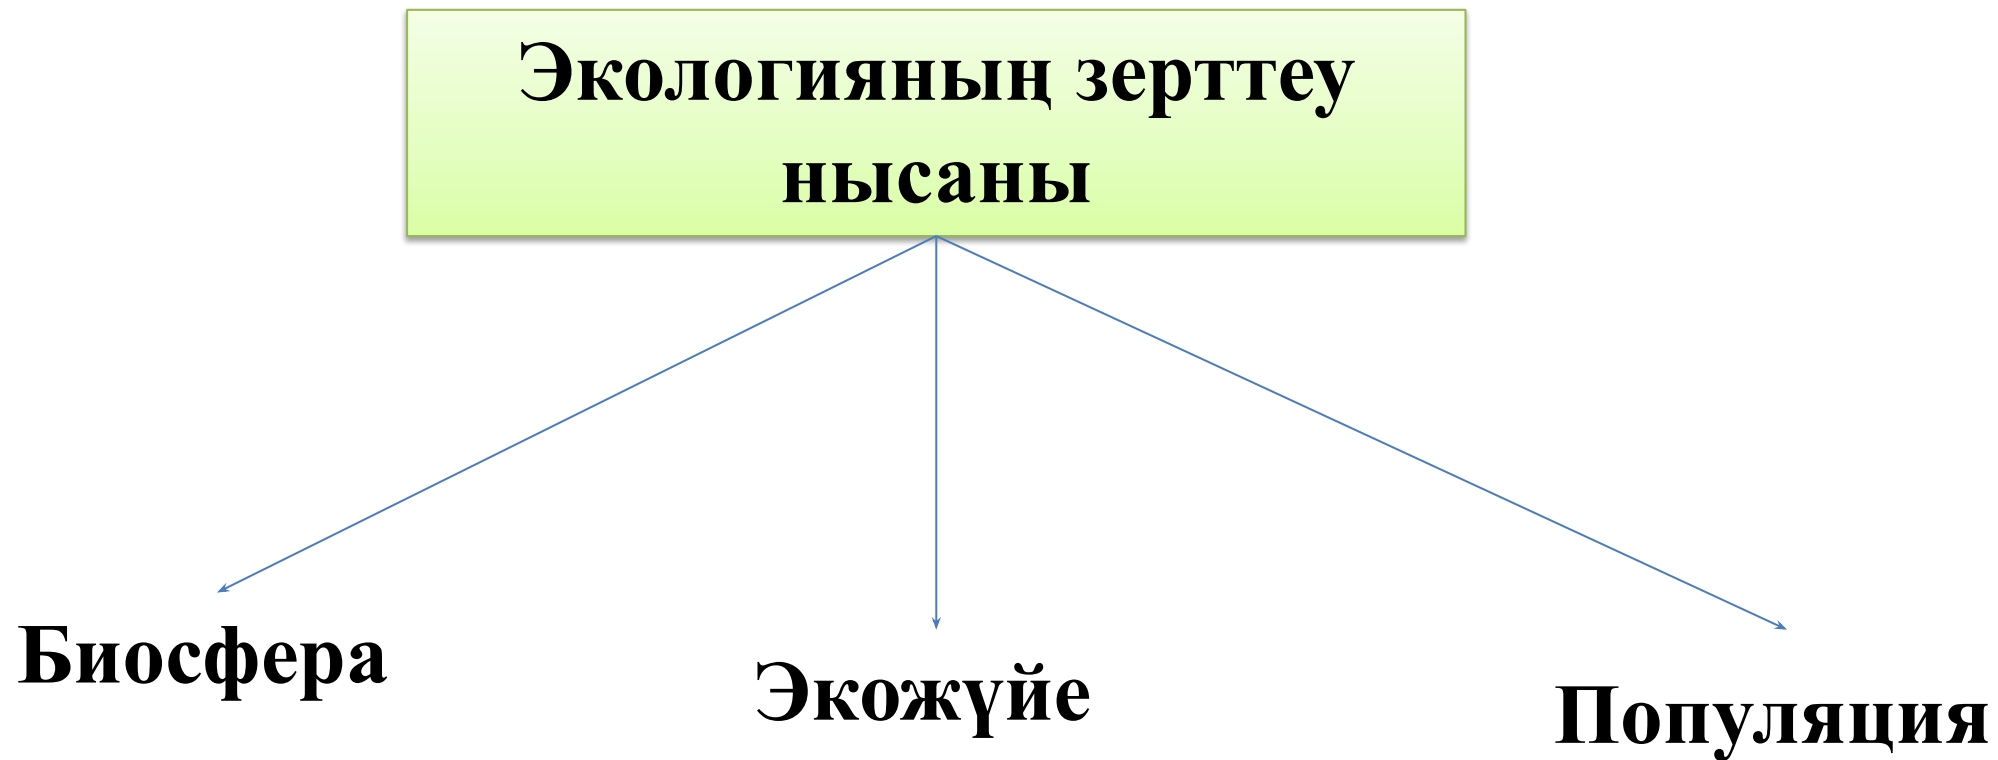 Экологияның зерттеу
нысаны
Биосфера
Экожүйе
Популяция